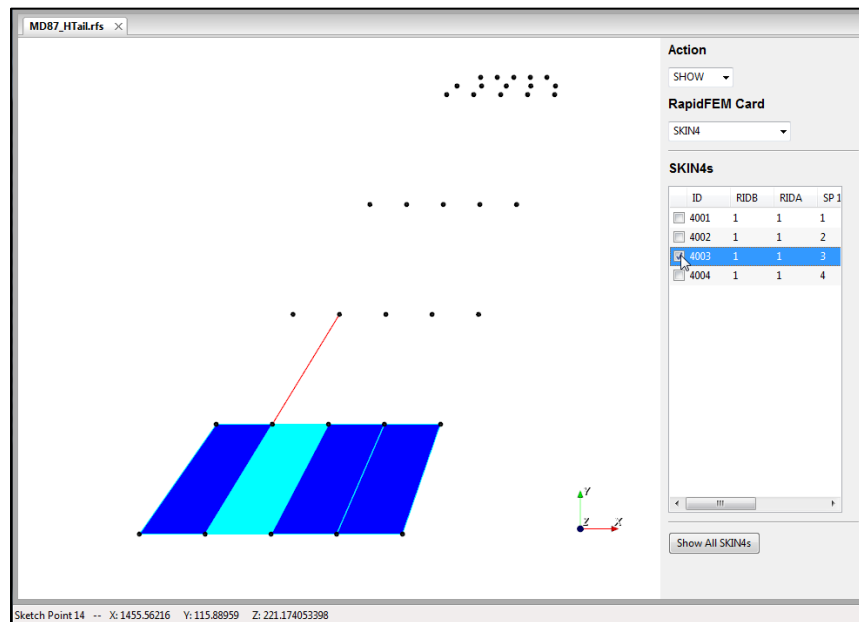 MD87_HTail.rfs
Action
SHOW
RapidFEM Card
SKIN4
SKIN4s
ID RIDB RIDA SP 1
4001 1 1 1
4002 1 1 2
4003 1 1 3
4004 1 1 4
Y
Z X
Show All SKIN4s
Sketch Point 14 -- X: 1455.56216 Y: 115.88959 Z: 221.174053398